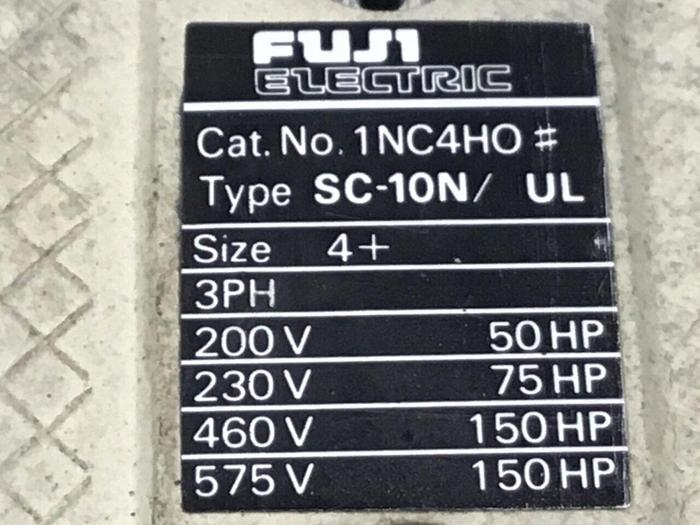 FUJI
ELECTRIC
Cat. No. 1NC4HO #
Type SC-10N/ UL
Size 4+
3PH
200 V 50 HP
230 V 75 HP
460 V 150 HP
575 V 150 HP